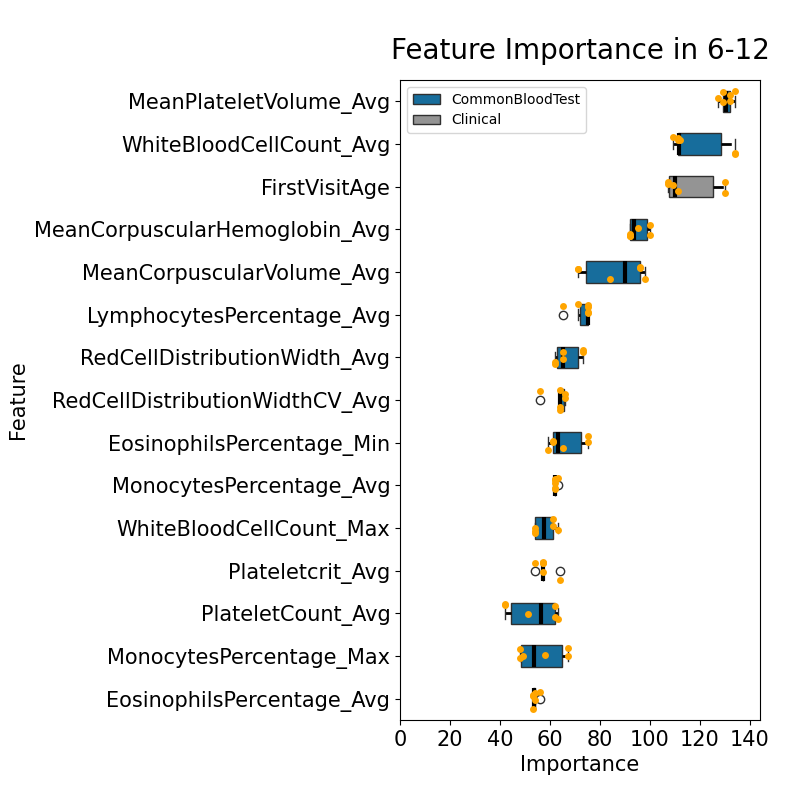 Feature Importance in 6-12
CommonBloodTest
Clinical
MeanPlateletVolume_Avg
WhiteBloodCellCount_Avg
FirstVisitAge
MeanCorpuscularHemoglobin_Avg
MeanCorpuscularVolume_Avg
LymphocytesPercentage_Avg
RedCellDistributionWidth_Avg
RedCellDistributionWidthCV_Avg
EosinophilsPercentage_Min
MonocytesPercentage_Avg
WhiteBloodCellCount_Max
Plateletcrit_Avg
PlateletCount_Avg
MonocytesPercentage_Max
EosinophilsPercentage_Avg
Feature
0 20 40 60 80 100 120 140
Importance